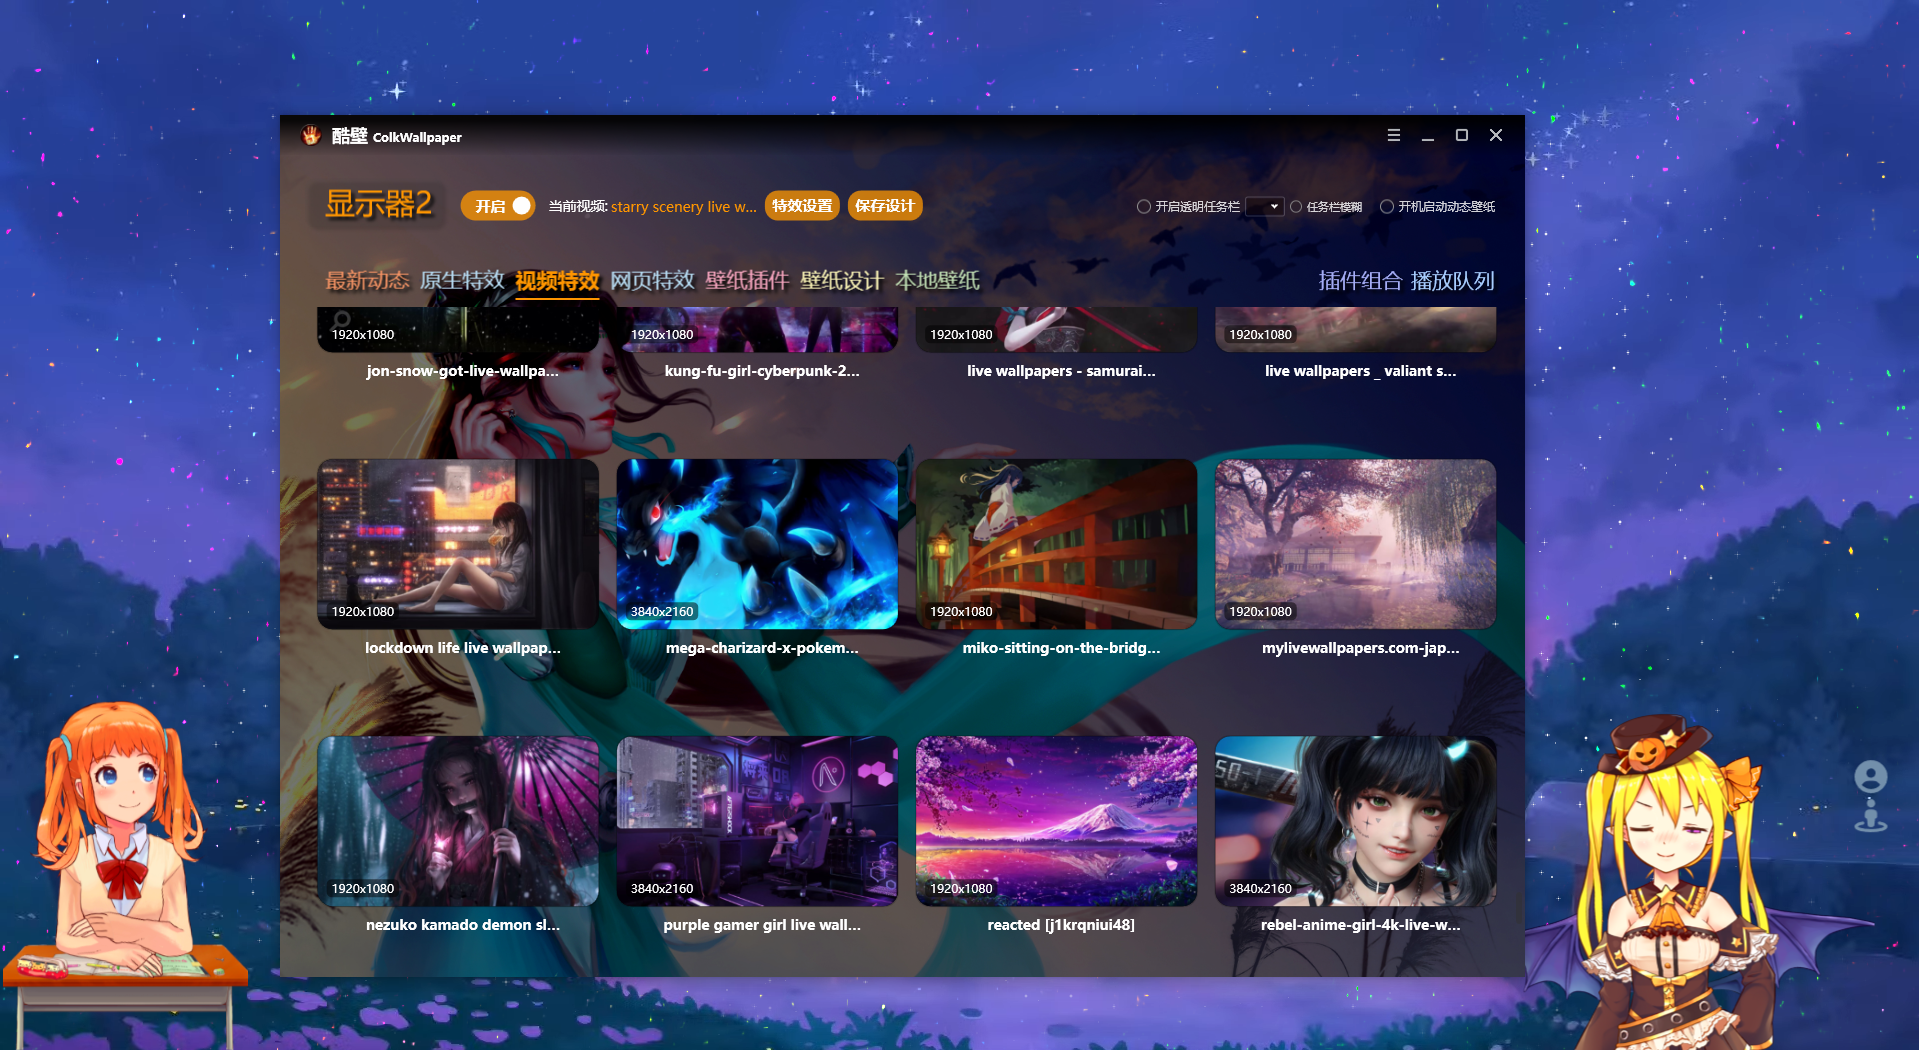 酷壁 ColkWallpaper
显示器2 开启 当前视频: starry scenery live w... 特效设置 保存设计 开启透明任务栏 任务栏模糊 开机启动动态壁纸
最新动态 原生特效 视频特效 网页特效 壁纸插件 壁纸设计 本地壁纸 插件组合 播放队列
1920x1080 1920x1080 1920x1080 1920x1080
jon-snow-got-live-wallpa... kung-fu-girl-cyberpunk-2... live wallpapers - samurai... live wallpapers _ valiant s...
1920x1080 3840x2160 1920x1080 1920x1080
lockdown life live wallpap... mega-charizard-x-pokem... miko-sitting-on-the-bridg... mylivewallpapers.com-jap...
1920x1080 3840x2160 1920x1080 3840x2160
nezuko kamado demon sl... purple gamer girl live wall... reacted [j1krqniui48] rebel-anime-girl-4k-live-w...